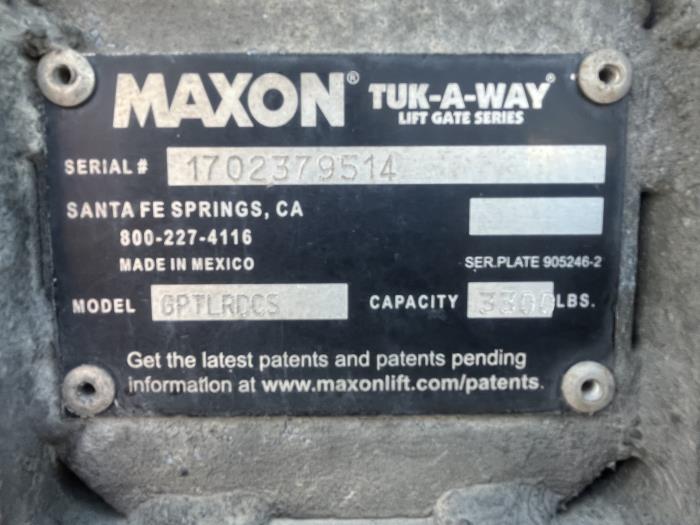 MAXON® TUK-A-WAY®
LIFT GATE SERIES
SERIAL # 1702379514
SANTA FE SPRINGS, CA
800-227-4116
MADE IN MEXICO
SER.PLATE 905246-2
MODEL GPTLRDCS CAPACITY 3300 LBS.
Get the latest patents and patents pending
information at www.maxonlift.com/patents.